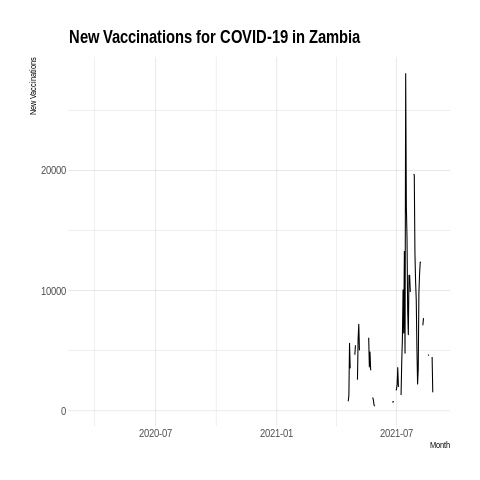 New Vaccinations for COVID-19 in Zambia
New Vaccinations
20000
10000
0
2020-07 2021-01 2021-07
Month